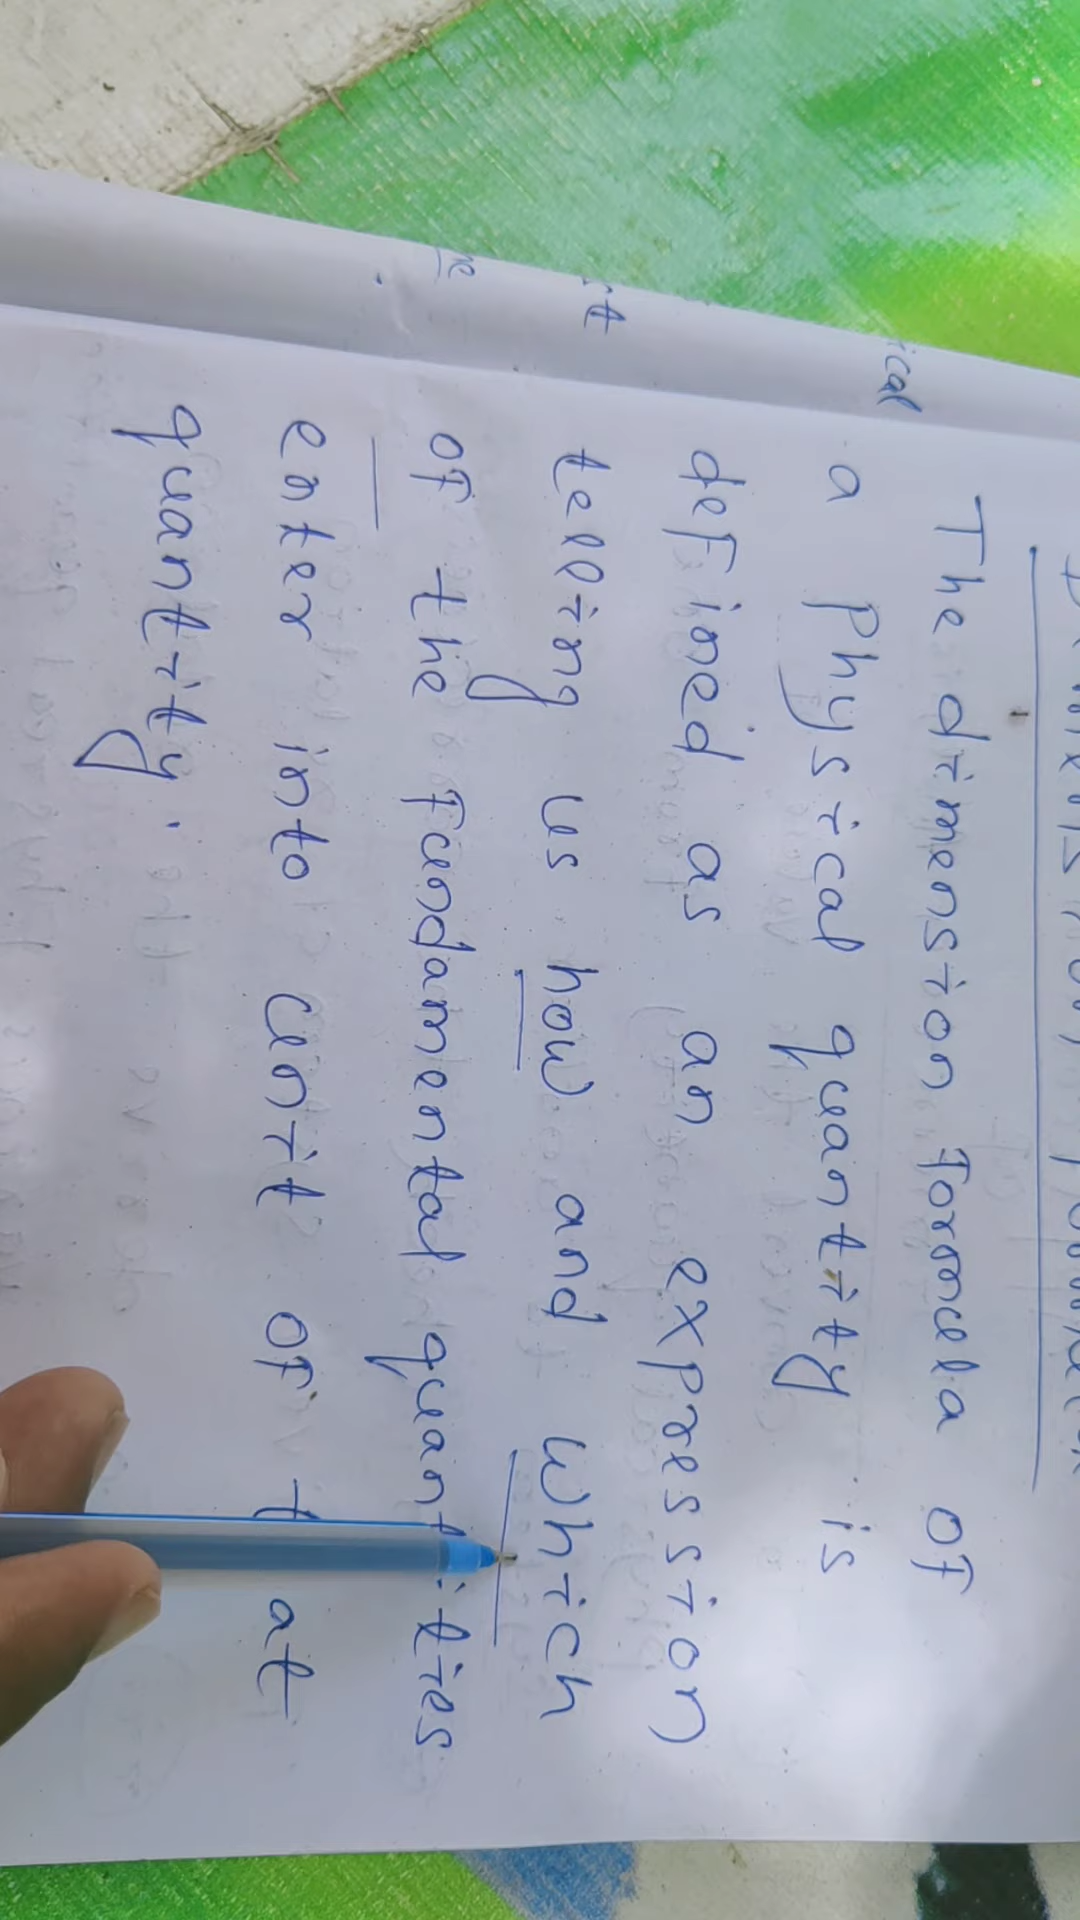 The dimension formula of
a physical quantity is
defined as an expression
telling us how and which
of the fundamental quantities
enter into unit of that
quantity.